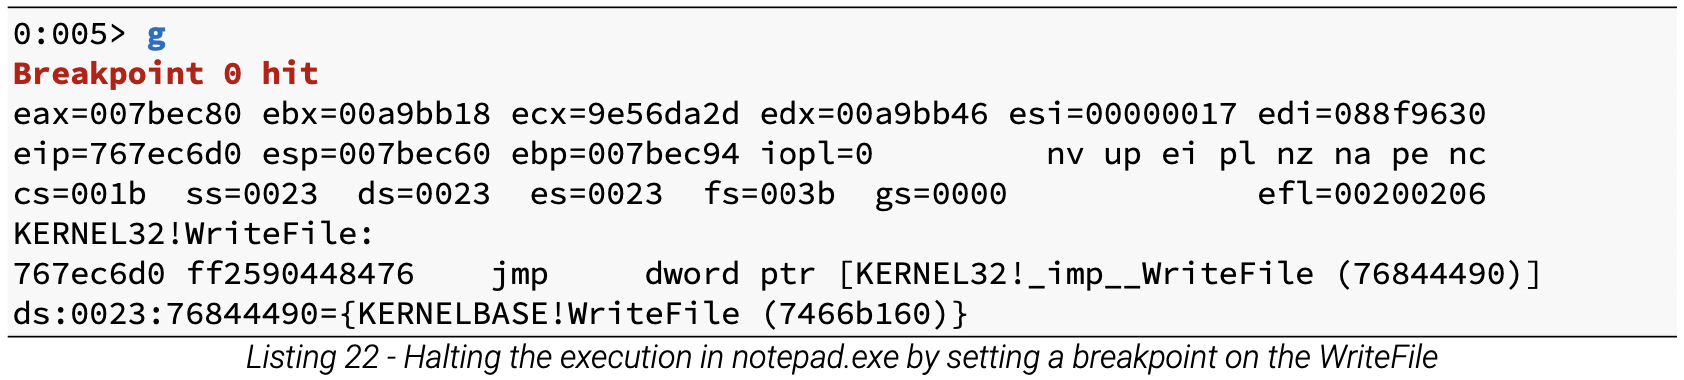 0:005> g
Breakpoint 0 hit
eax=007bec80 ebx=00a9bb18 ecx=9e56da2d edx=00a9bb46 esi=00000017 edi=088f9630
eip=767ec6d0 esp=007bec60 ebp=007bec94 iopl=0         nv up ei pl nz na pe nc
cs=001b  ss=0023  ds=0023  es=0023  fs=003b  gs=0000             efl=00200206
KERNEL32!WriteFile:
767ec6d0 ff2590448476    jmp     dword ptr [KERNEL32!_imp__WriteFile (76844490)]
ds:0023:76844490={KERNELBASE!WriteFile (7466b160)}
Listing 22 - Halting the execution in notepad.exe by setting a breakpoint on the WriteFile